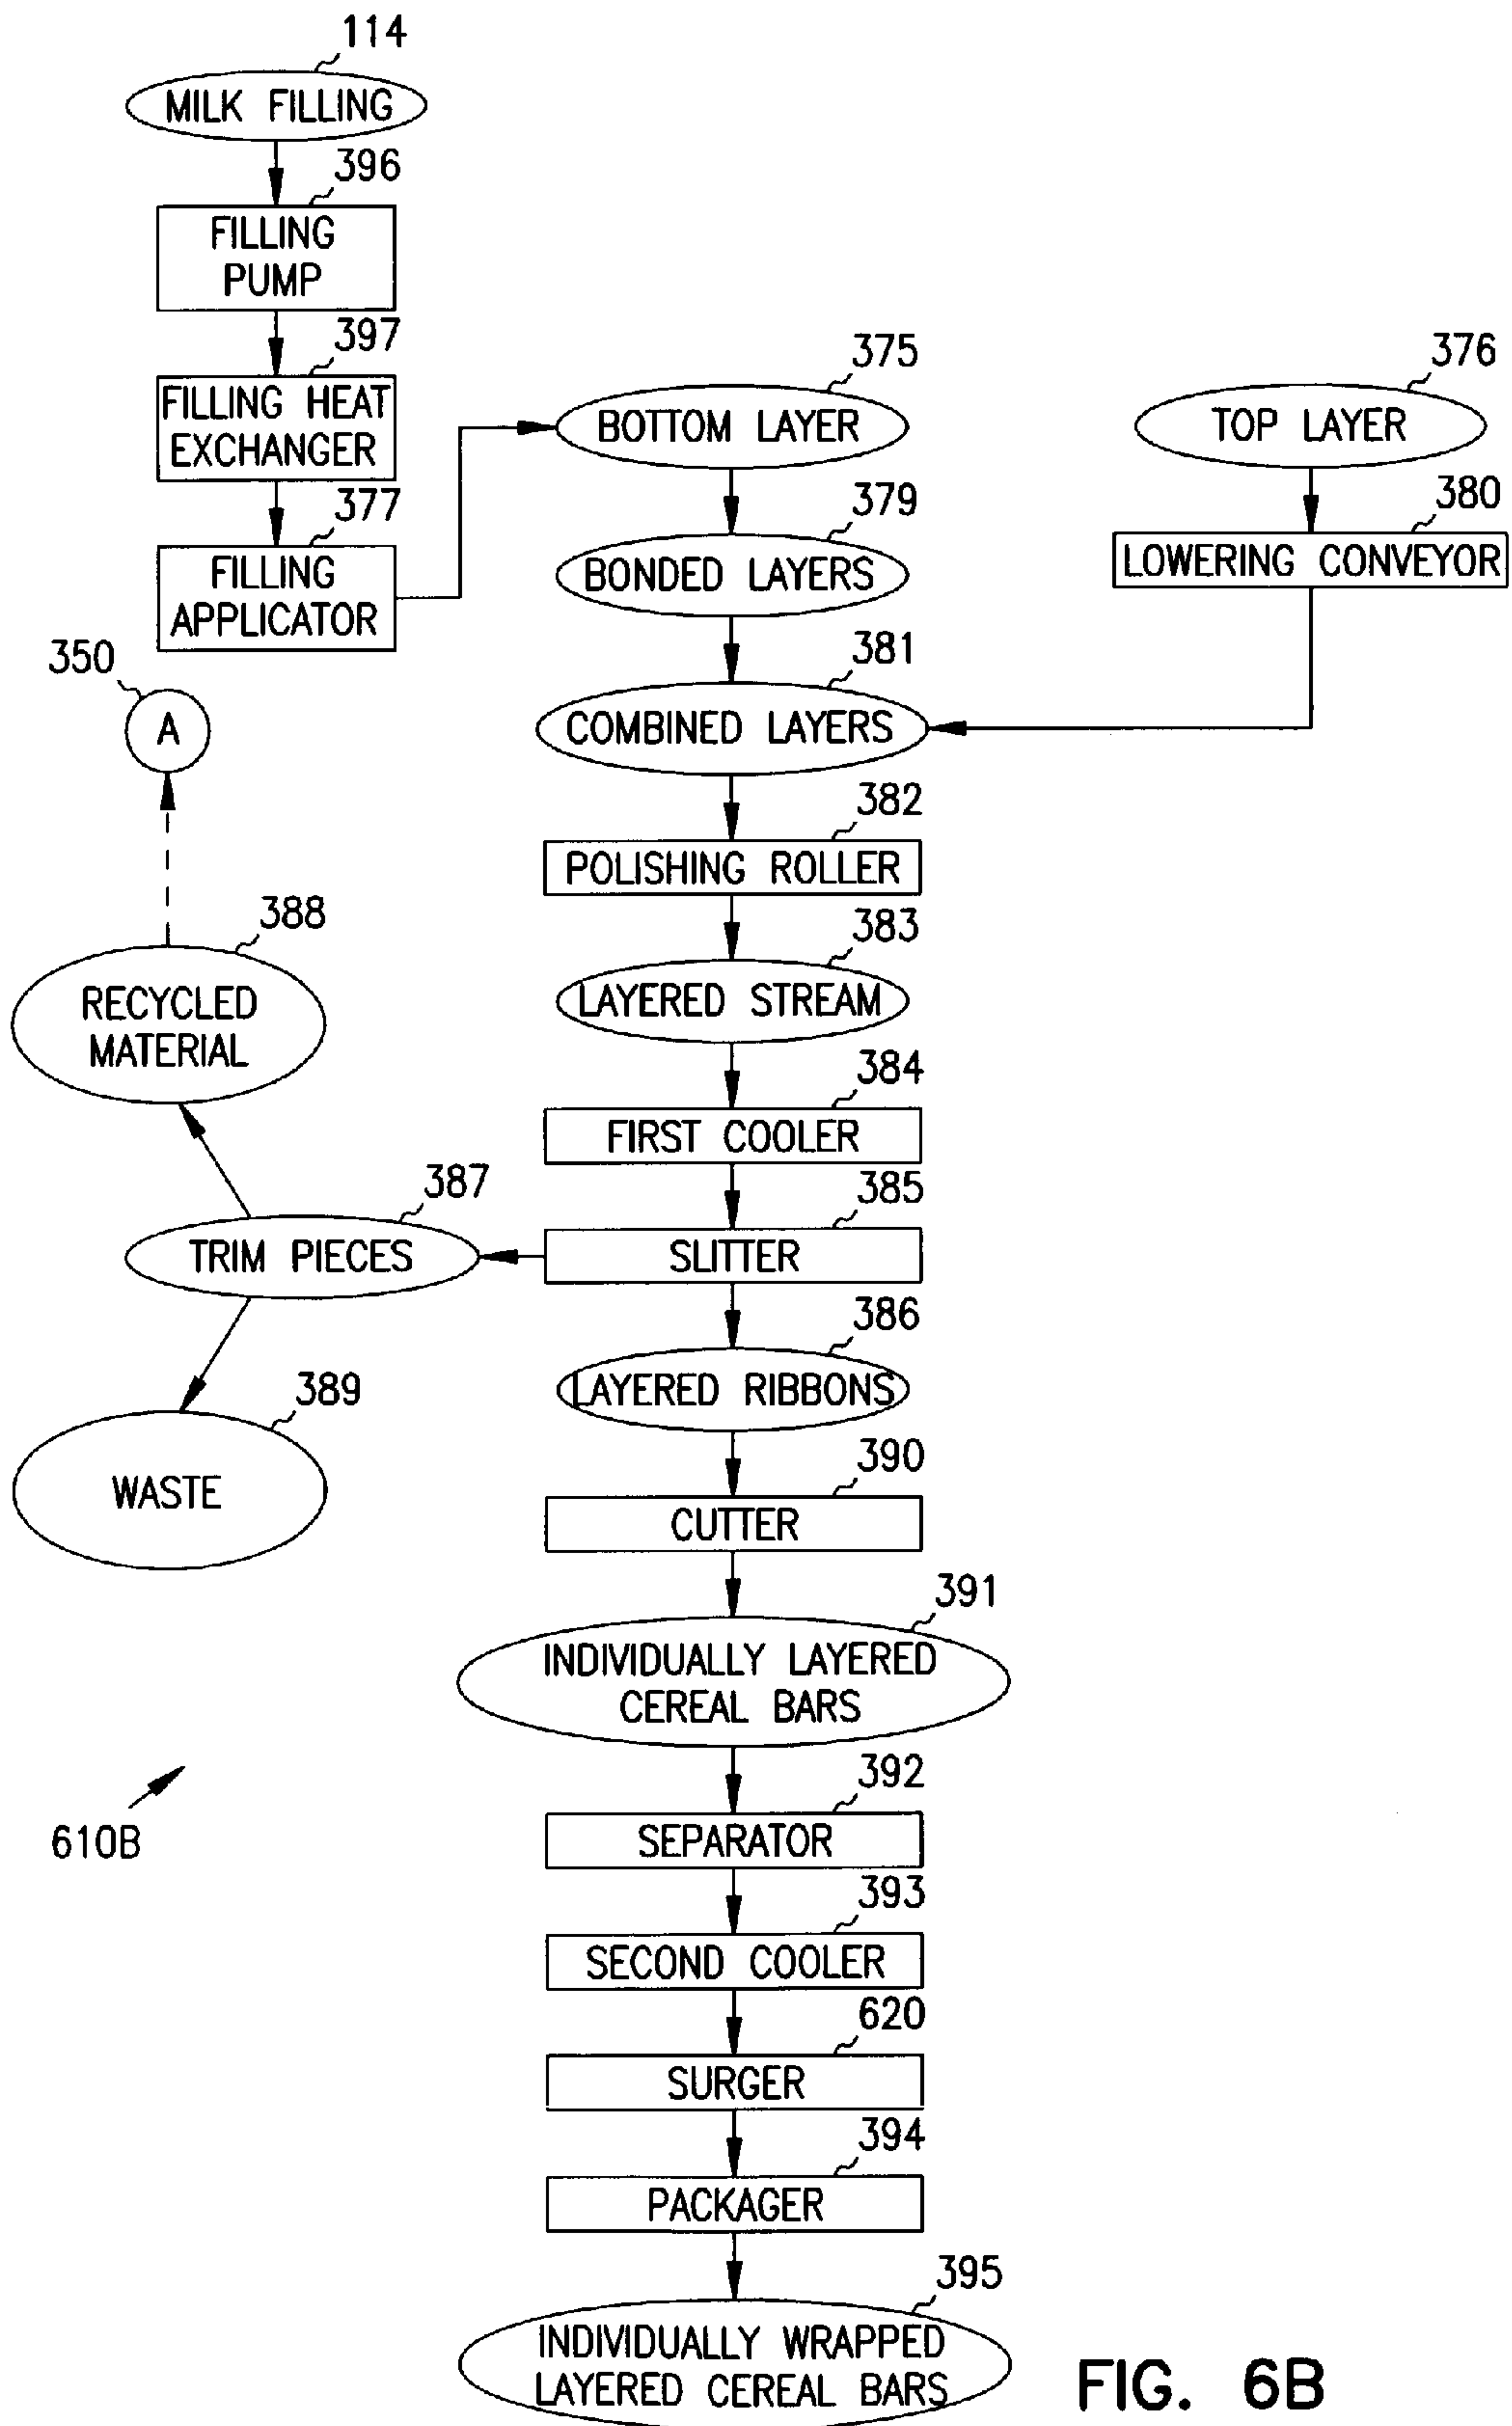 114
MILK FILLING
396
FILLING
PUMP
397
FILLING HEAT
EXCHANGER
377
FILLING
APPLICATOR
375
BOTTOM LAYER
376
TOP LAYER
379
BONDED LAYERS
380
LOWERING CONVEYOR
350
A
381
COMBINED LAYERS
382
POLISHING ROLLER
383
LAYERED STREAM
388
RECYCLED
MATERIAL
384
FIRST COOLER
387
TRIM PIECES
385
SLITTER
386
LAYERED RIBBONS
389
WASTE
390
CUTTER
391
INDIVIDUALLY LAYERED
CEREAL BARS
610B
392
SEPARATOR
393
SECOND COOLER
620
SURGER
394
PACKAGER
395
INDIVIDUALLY WRAPPED
LAYERED CEREAL BARS
FIG. 6B